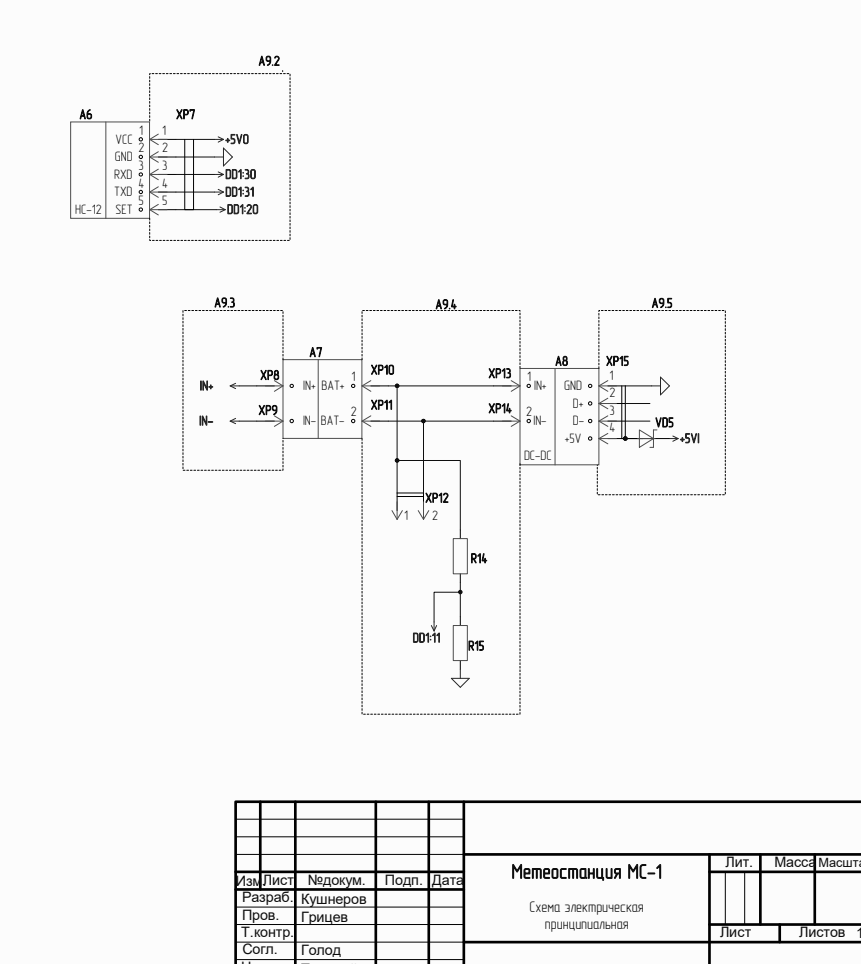 A9.2
A6
XP7
VCC 1 1 +5V0
GND 2 2
RXD 3 3 DD1:30
TXD 4 4 DD1:31
HC-12 SET 5 5 DD1:20
A9.3
A9.4
A9.5
A7
A8
XP15
XP8
XP10
XP13
IN+
IN+ BAT+ 1
1 IN+
GND 1
D+ 2
XP9
XP11
XP14
IN-
IN- BAT- 2
2 IN-
D- 3
VD5
+5V 4
+5VI
DC-DC
XP12
1 2
R14
DD1:11
R15
Метеостанция МС-1
Лит. Масса Масшта
Изм Лист №докум. Подп. Дата
Разраб. Кушнеров
Схема электрическая
принципиальная
Пров. Грицев
Т.контр.
Лист Листов 1
Согл. Голод